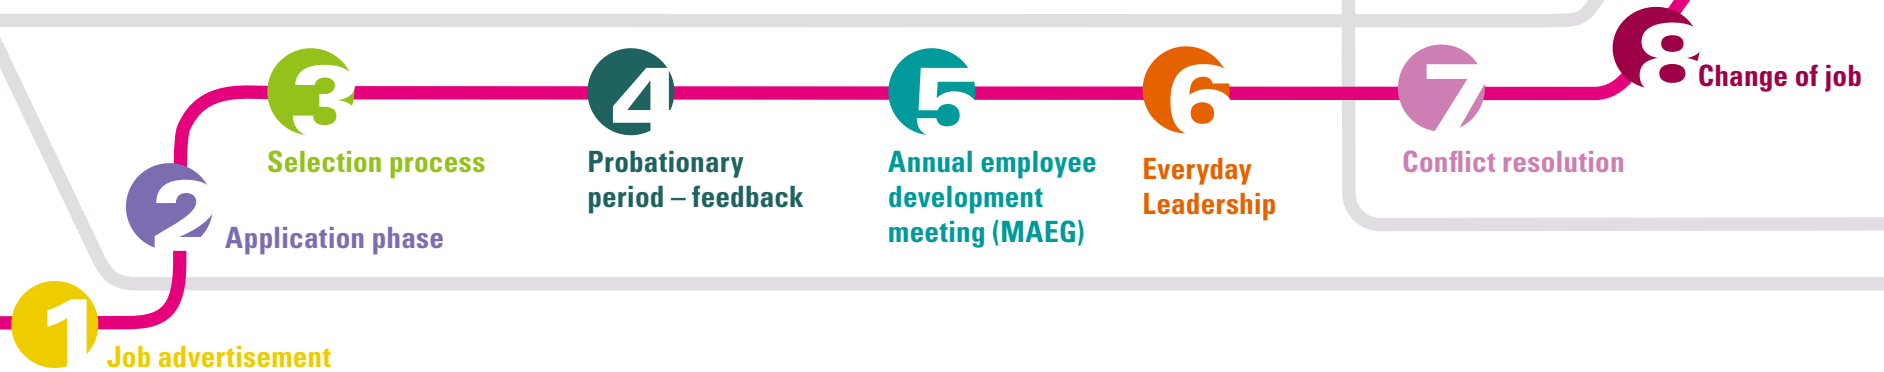 1
Job advertisement
2
Application phase
3
Selection process
4
Probationary
period – feedback
5
Annual employee
development
meeting (MAEG)
6
Everyday
Leadership
7
Conflict resolution
8
Change of job